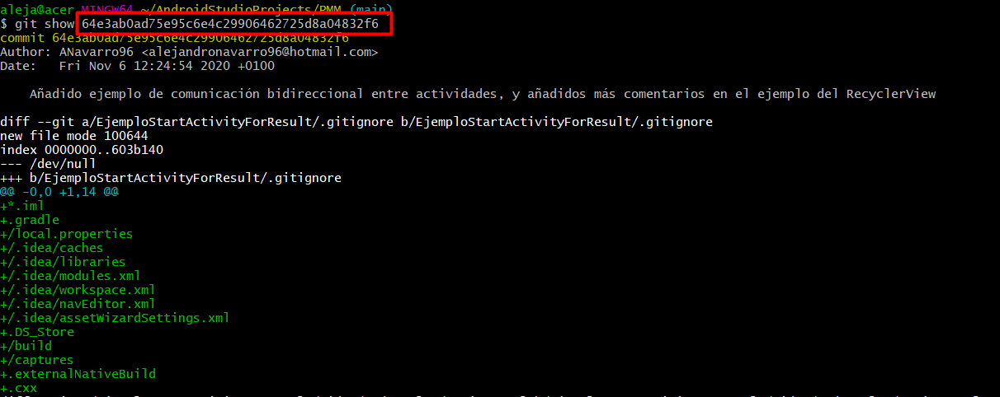 aleja@acer MINGW64 ~/AndroidStudioProjects/PMM (main)
$ git show 64e3ab0ad75e95c6e4c29906462725d8a04832f6
commit 64e3ab0ad75e95c6e4c29906462725d8a04832f6
Author: ANavarro96 <alejandronavarro96@hotmail.com>
Date:   Fri Nov 6 12:24:54 2020 +0100
    Añadido ejemplo de comunicación bidireccional entre actividades, y añadidos más comentarios en el ejemplo del RecyclerView
diff --git a/EjemploStartActivityForResult/.gitignore b/EjemploStartActivityForResult/.gitignore
new file mode 100644
index 0000000..603b140
--- /dev/null
+++ b/EjemploStartActivityForResult/.gitignore
@@ -0,0 +1,14 @@
+*.iml
+.gradle
+/local.properties
+/.idea/caches
+/.idea/libraries
+/.idea/modules.xml
+/.idea/workspace.xml
+/.idea/navEditor.xml
+/.idea/assetWizardSettings.xml
+.DS_Store
+/build
+/captures
+.externalNativeBuild
+.cxx